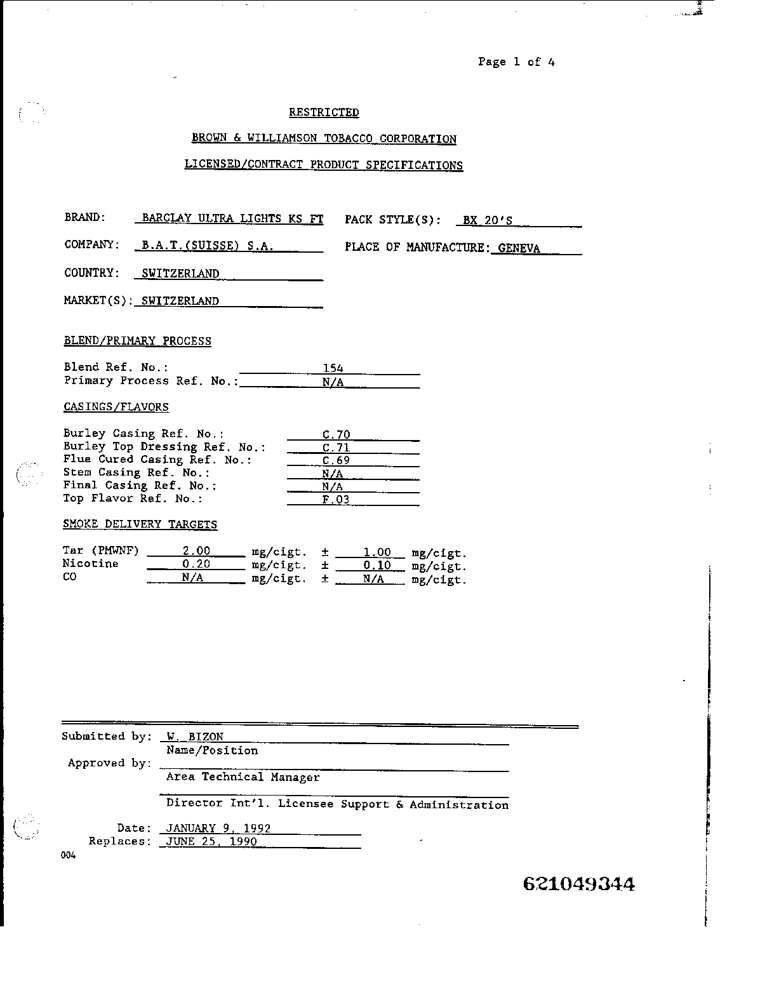 Page 1 of 4
RESTRICTED
BROWN & WILLIAMSON TOBACCO CORPORATION
LICENSED/CONTRACT PRODUCT SPECIFICATIONS
BRAND: BARCLAY ULTRA LIGHTS KS FT PACK STYLE(S): BX 20'S
COMPANY: B.A.T.(SUISSE) S.A. PLACE OF MANUFACTURE: GENEVA
COUNTRY: SWITZERLAND
MARKET(S): SWITZERLAND
BLEND/PRIMARY PROCESS
Blend Ref. No.: 154
Primary Process Ref. No.: N/A
CASINGS/FLAVORS
Burley Casing Ref. No.: C.70
Burley Top Dressing Ref. No.: C.71
Flue Cured Casing Ref. No.: C.69
Stem Casing Ref. No.: N/A
Final Casing Ref. No.: N/A
Top Flavor Ref. No.: F.03
SMOKE DELIVERY TARGETS
Tar (PMWNF) 2.00 mg/cigt. ± 1.00 mg/cigt.
Nicotine 0.20 mg/cigt. ± 0.10 mg/cigt.
CO N/A mg/cigt. ± N/A mg/cigt.
Submitted by: W. BIZON
Name/Position
Approved by:
Area Technical Manager
Director Int'l. Licensee Support & Administration
Date: JANUARY 9, 1992
Replaces: JUNE 25, 1990
004
621049344